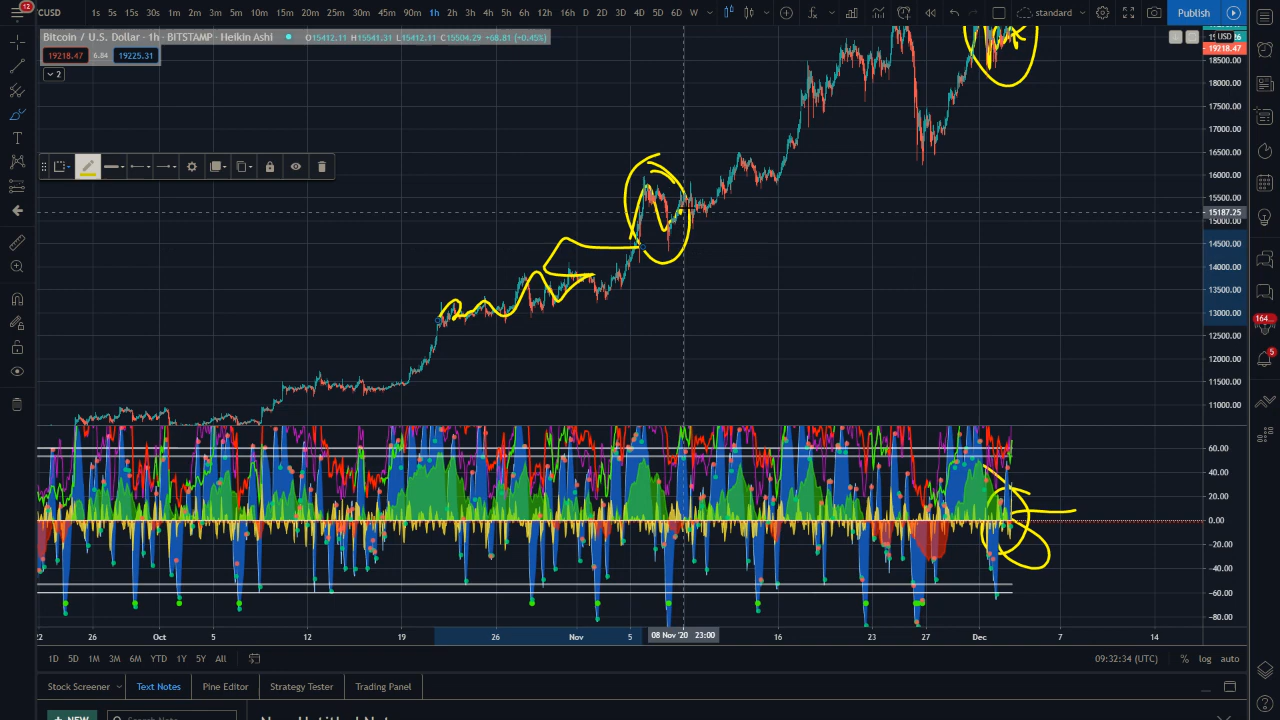 12
CUSD
1s 5s 15s 30s 1m 2m 3m 5m 10m 20m 25m 30m 1h 2h 3h 4h 5h 6h 8h 12h 16h D 2D 3D 4D 5D 6D W
standard
Publish
Bitcoin / U.S. Dollar · 1h · BITSTAMP · Heikin Ashi O15412.11 H15541.31 L15412.11 C15504.29 +68.81 (+0.45%)
19218.47 6.84 19225.31
2
USD
19218.47
18500.00
18000.00
17500.00
17000.00
16500.00
16000.00
15500.00
15187.25
15000.00
14500.00
14000.00
13500.00
13000.00
12500.00
12000.00
11500.00
11000.00
60.00
40.00
20.00
0.00
-20.00
-40.00
-60.00
-80.00
164
5
26 Oct 5 12 19 26 Nov 5 08 Nov '20 23:00 16 23 27 Dec 7 14
1D 5D 1M 3M 6M YTD 1Y 5Y All
09:32:34 (UTC) % log auto
Stock Screener Text Notes Pine Editor Strategy Tester Trading Panel